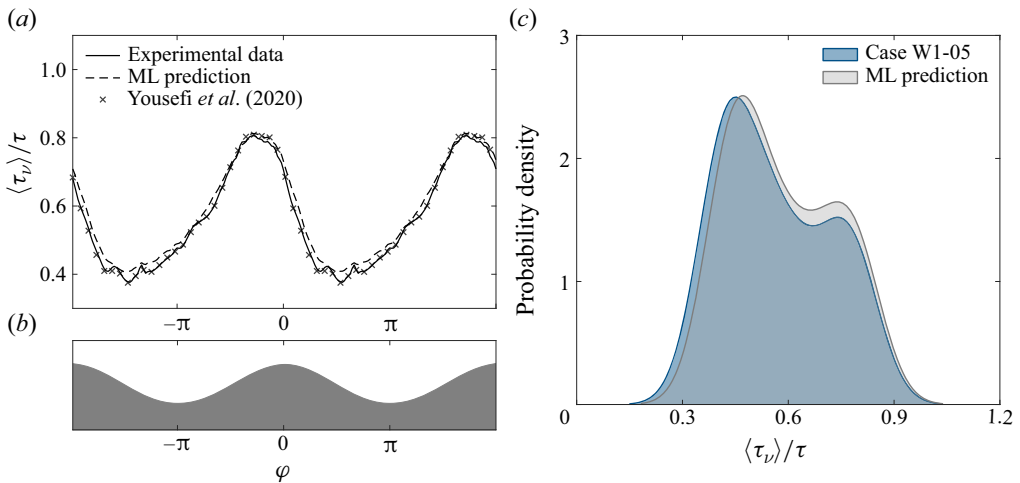 (a)
Experimental data
ML prediction
Yousefi et al. (2020)
1.0
0.8
0.6
0.4
⟨τν⟩/τ
−π 0 π
(b)
−π 0 π
φ
(c)
Case W1-05
ML prediction
3
2
1
0 0.3 0.6 0.9 1.2
Probability density
⟨τν⟩/τ